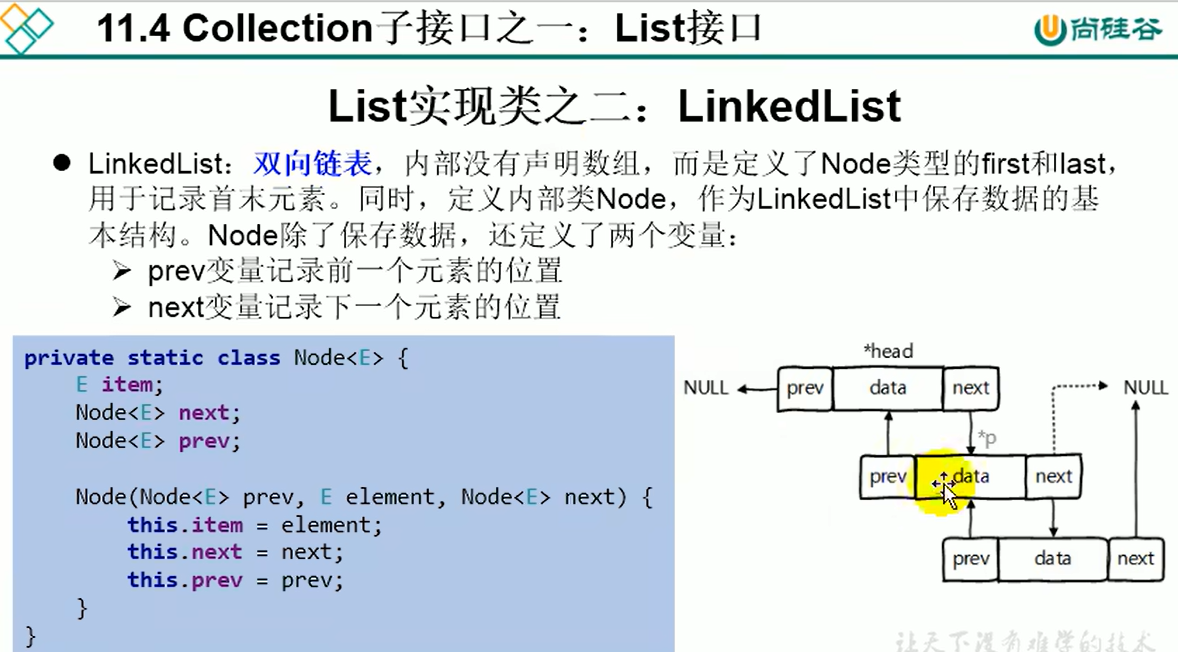 11.4 Collection子接口之一：List接口
尚硅谷
List实现类之二：LinkedList
● LinkedList：双向链表，内部没有声明数组，而是定义了Node类型的first和last，
用于记录首末元素。同时，定义内部类Node，作为LinkedList中保存数据的基
本结构。Node除了保存数据，还定义了两个变量：
➢ prev变量记录前一个元素的位置
➢ next变量记录下一个元素的位置
private static class Node<E> {
E item;
Node<E> next;
Node<E> prev;
Node(Node<E> prev, E element, Node<E> next) {
this.item = element;
this.next = next;
this.prev = prev;
}
}
*head
NULL prev data next NULL
*p
prev data next
prev data next
让天下没有难学的技术